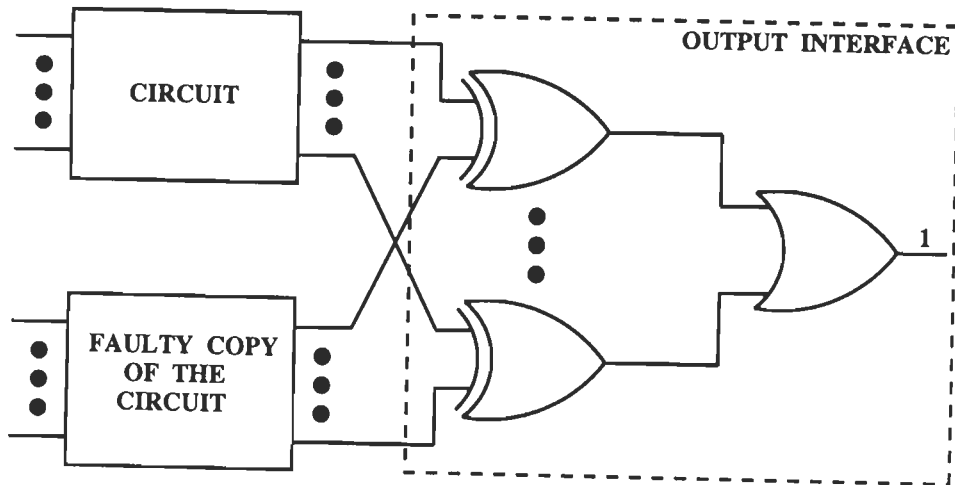 OUTPUT INTERFACE
CIRCUIT
1
FAULTY COPY
OF THE
CIRCUIT